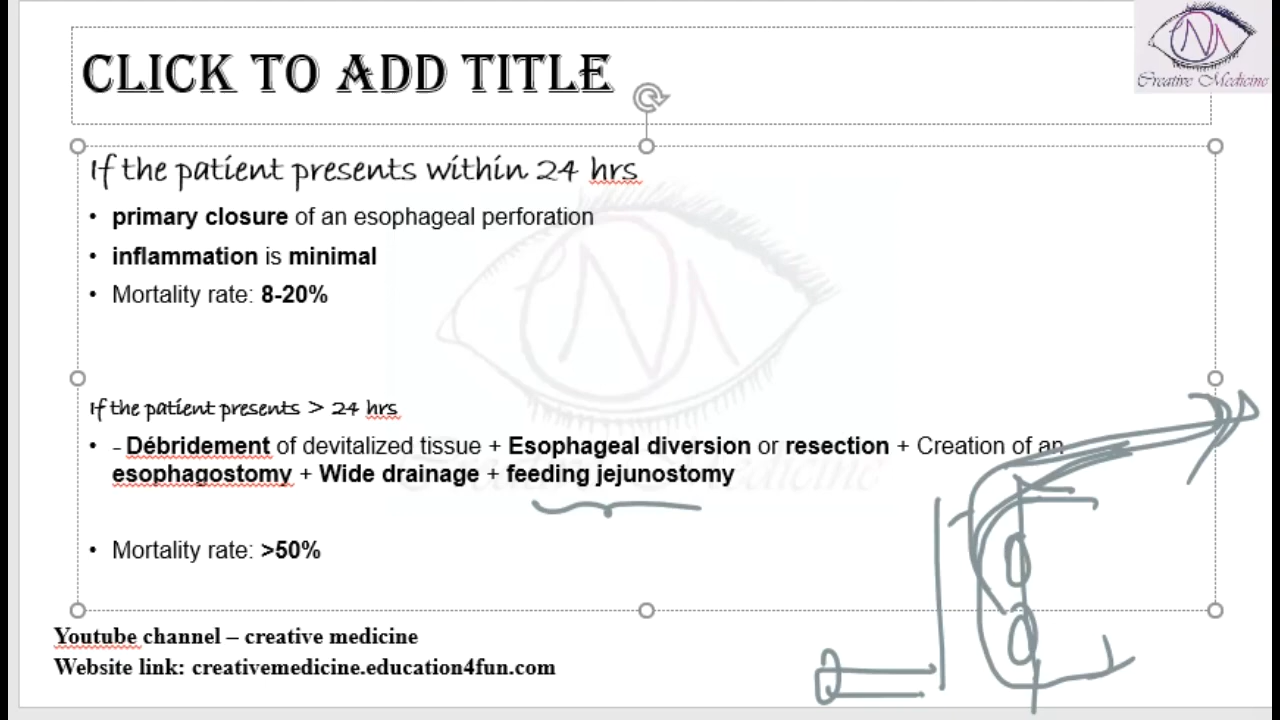 CLICK TO ADD TITLE
Creative Medicine
If the patient presents within 24 hrs
• primary closure of an esophageal perforation
• inflammation is minimal
• Mortality rate: 8-20%
If the patient presents > 24 hrs
• - Débridement of devitalized tissue + Esophageal diversion or resection + Creation of an
esophagostomy + Wide drainage + feeding jejunostomy
Creative Medicine
• Mortality rate: >50%
Youtube channel – creative medicine
Website link: creativemedicine.education4fun.com